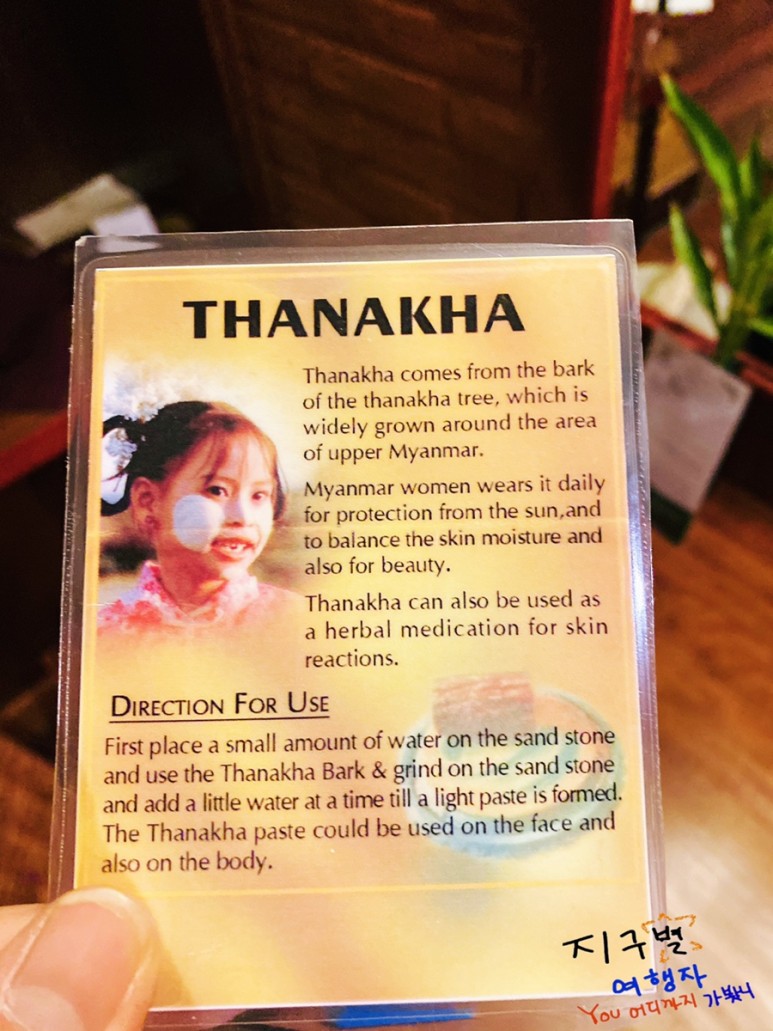 THANAKHA
Thanakha comes from the bark
of the thanakha tree, which is
widely grown around the area
of upper Myanmar.
Myanmar women wears it daily
for protection from the sun,and
to balance the skin moisture and
also for beauty.
Thanakha can also be used as
a herbal medication for skin
reactions.
DIRECTION FOR USE
First place a small amount of water on the sand stone
and use the Thanakha Bark & grind on the sand stone
and add a little water at a time till a light paste is formed.
The Thanakha paste could be used on the face and
also on the body.
지구별
여행자
You 어디까지 가봤니